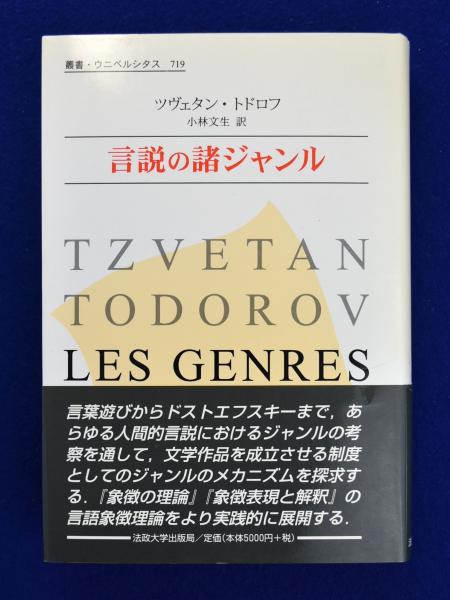 叢書・ウニベルシタス 719
ツヴェタン・トドロフ
小林文生 訳
言説の諸ジャンル
TZVETAN
TODOROV
LES GENRES
言葉遊びからドストエフスキーまで，あ
らゆる人間的言説におけるジャンルの考
察を通して，文学作品を成立させる制度
としてのジャンルのメカニズムを探求す
る．『象徴の理論』『象徴表現と解釈』の
言語象徴理論をより実践的に展開する．
法政大学出版局／定価(本体5000円＋税)